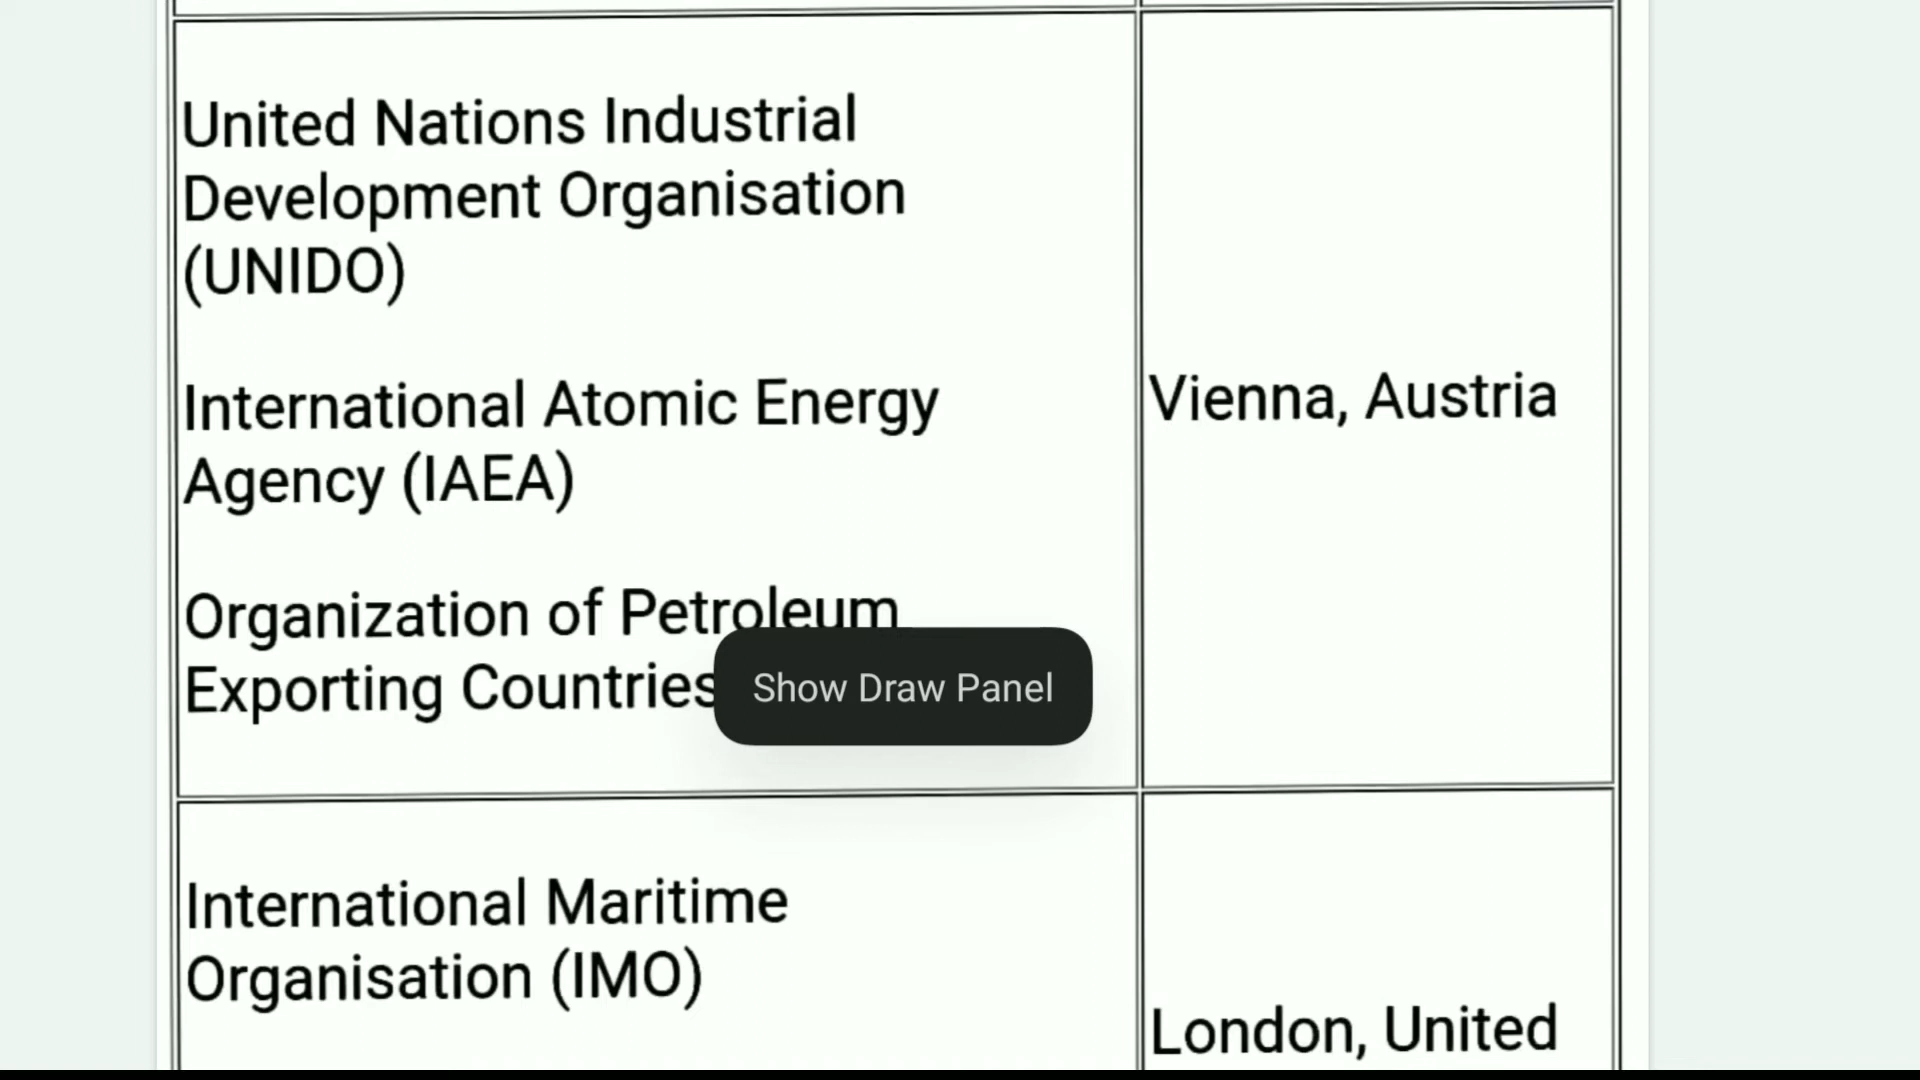 United Nations Industrial
Development Organisation
(UNIDO)
International Atomic Energy
Agency (IAEA)
Vienna, Austria
Organization of Petroleum
Exporting Countries
Show Draw Panel
International Maritime
Organisation (IMO)
London, United